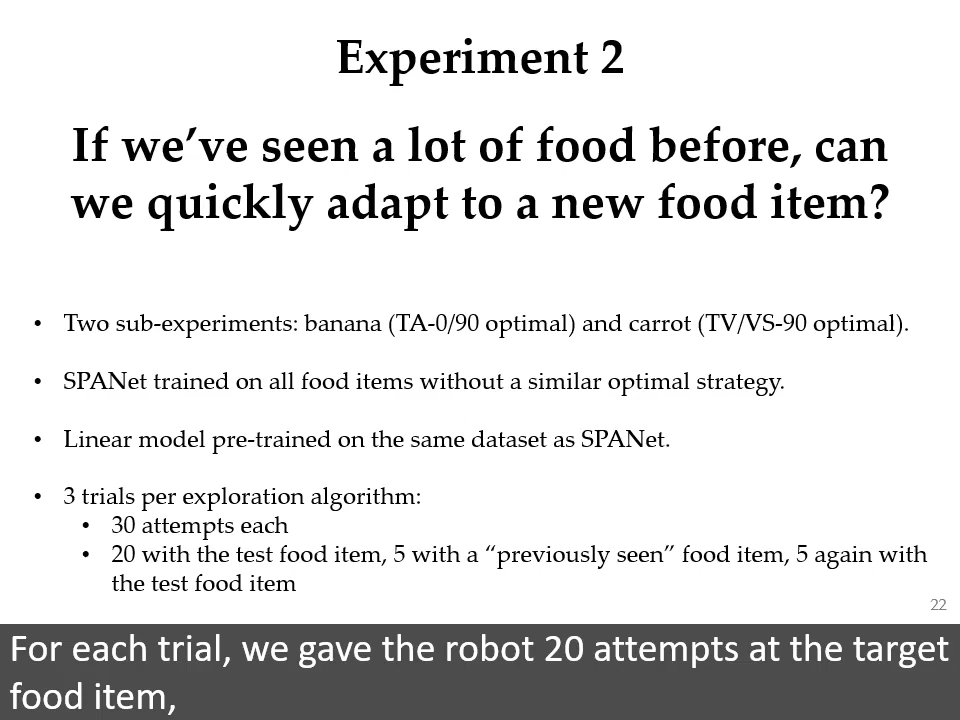 Experiment 2
If we’ve seen a lot of food before, can
we quickly adapt to a new food item?
• Two sub-experiments: banana (TA-0/90 optimal) and carrot (TV/VS-90 optimal).
• SPANet trained on all food items without a similar optimal strategy.
• Linear model pre-trained on the same dataset as SPANet.
• 3 trials per exploration algorithm:
• 30 attempts each
• 20 with the test food item, 5 with a “previously seen” food item, 5 again with
the test food item
22
For each trial, we gave the robot 20 attempts at the target
food item,